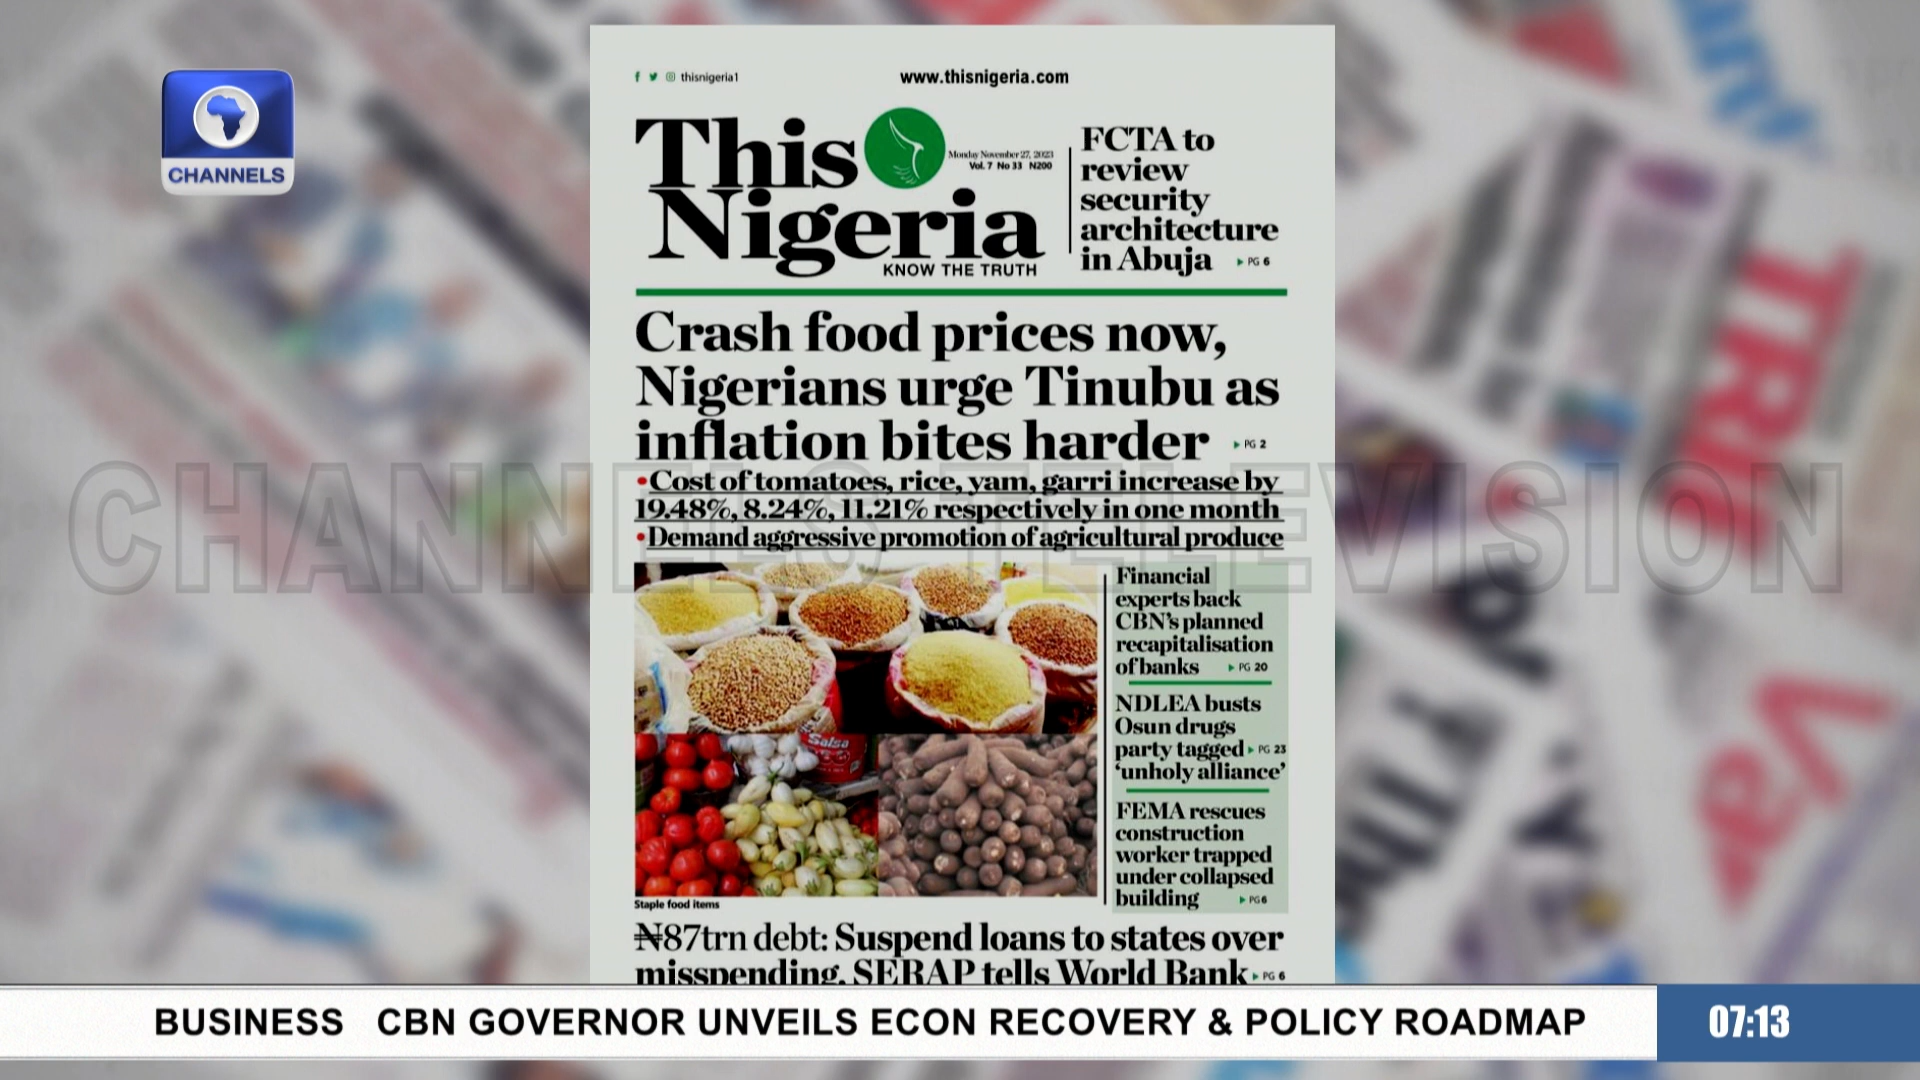 CHANNELS
thisnigeria1
www.thisnigeria.com
This
Nigeria
KNOW THE TRUTH
Monday November 27, 2023
Vol. 7 No 33 N200
FCTA to
review
security
architecture
in Abuja PG 6
Crash food prices now,
Nigerians urge Tinubu as
inflation bites harder PG 2
•Cost of tomatoes, rice, yam, garri increase by
19.48%, 8.24%, 11.21% respectively in one month
•Demand aggressive promotion of agricultural produce
CHANNELS TELEVISION
Salsa
Staple food items
Financial
experts back
CBN's planned
recapitalisation
of banks PG 20
NDLEA busts
Osun drugs
party tagged PG 23
'unholy alliance'
FEMA rescues
construction
worker trapped
under collapsed
building PG 6
₦87trn debt: Suspend loans to states over
misspending, SERAP tells World Bank PG 6
BUSINESS CBN GOVERNOR UNVEILS ECON RECOVERY & POLICY ROADMAP
07:13
TRI